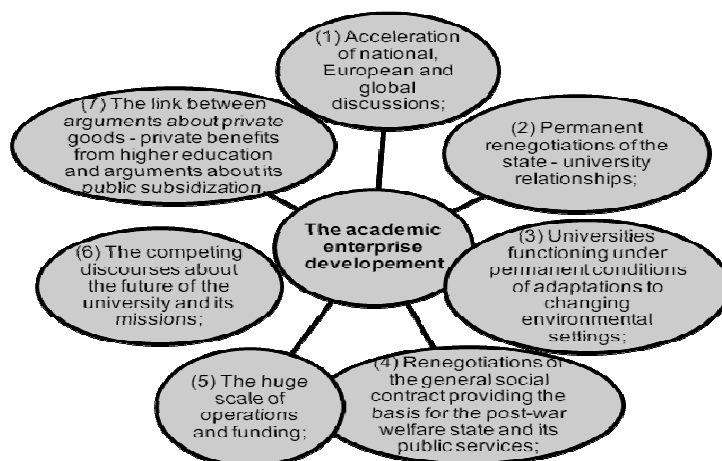 (1) Acceleration
of national,
European and
global
discussions;
(2) Permanent
renegotiations of the
state - university
relationships;
(3) Universities
functioning under
permanent conditions
of adaptations to
changing
environmental
settings;
(4) Renegotiations of
the general social
contract providing the
basis for the post-war
welfare state and its
public services;
(5) The huge
scale of
operations
and funding;
(6) The competing
discourses about
the future of the
university and its
missions;
(7) The link between
arguments about private
goods - private benefits
from higher education
and arguments about its
public subsidization
The academic
enterprise
developement